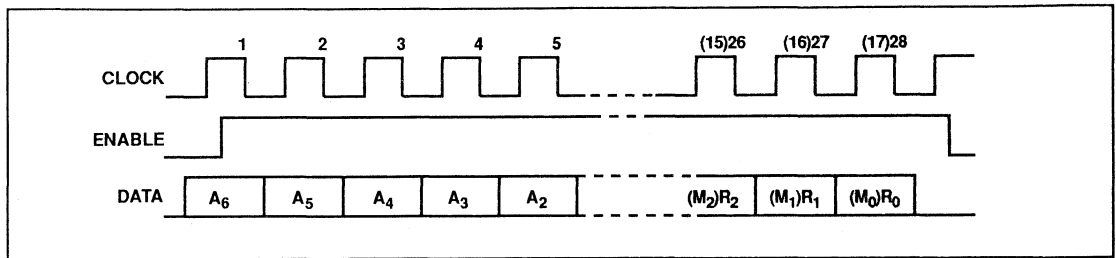 1 2 3 4 5 (15)26 (16)27 (17)28
CLOCK
ENABLE
DATA A6 A5 A4 A3 A2 (M2)R2 (M1)R1 (M0)R0